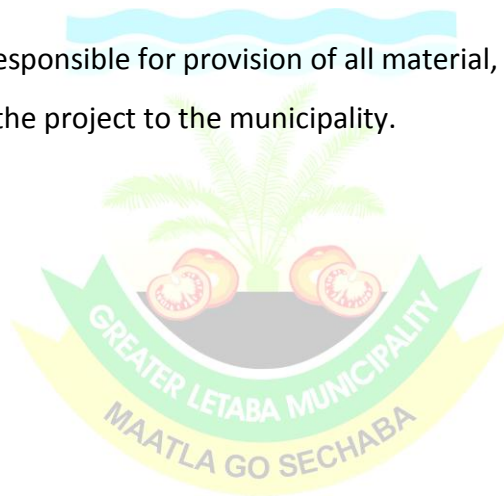 esponsible for provision of all material,
the project to the municipality.
GREATER LETABA MUNICIPALITY
MAATLA GO SECHABA